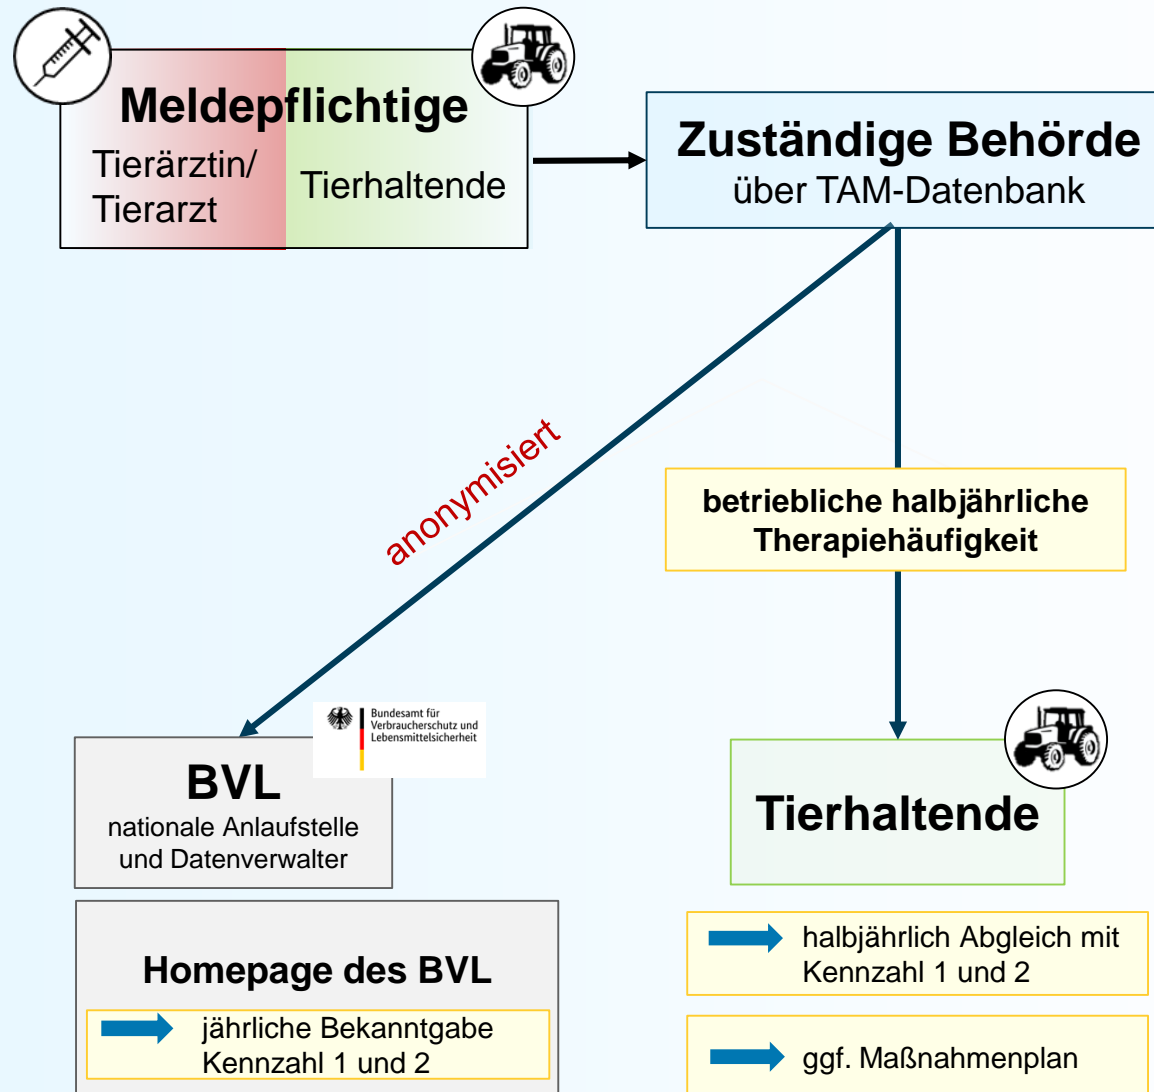 Meldepflichtige
Tierärztin/
Tierarzt
Tierhaltende
Zuständige Behörde
über TAM-Datenbank
anonymisiert
betriebliche halbjährliche
Therapiehäufigkeit
Bundesamt für
Verbraucherschutz und
Lebensmittelsicherheit
BVL
nationale Anlaufstelle
und Datenverwalter
Tierhaltende
Homepage des BVL
jährliche Bekanntgabe
Kennzahl 1 und 2
halbjährlich Abgleich mit
Kennzahl 1 und 2
ggf. Maßnahmenplan